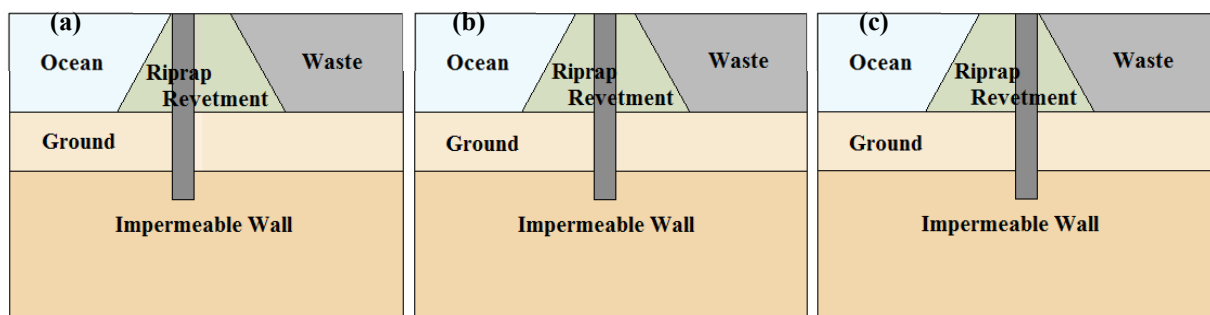 (a)
Ocean
Riprap
Revetment
Waste
Ground
Impermeable Wall
(b)
Ocean
Riprap
Revetment
Waste
Ground
Impermeable Wall
(c)
Ocean
Riprap
Revetment
Waste
Ground
Impermeable Wall